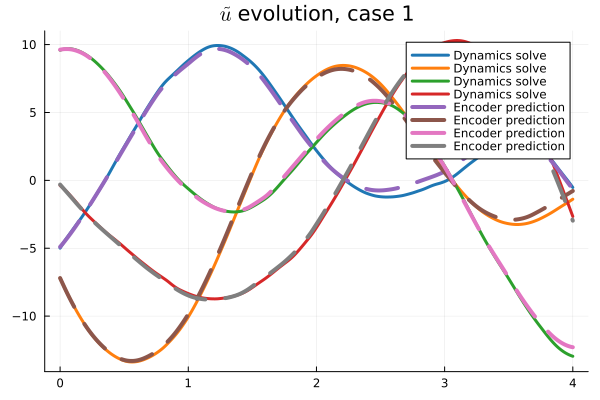 ũ evolution, case 1
10
5
0
−5
−10
Dynamics solve
Dynamics solve
Dynamics solve
Dynamics solve
Encoder prediction
Encoder prediction
Encoder prediction
Encoder prediction
0
1
2
3
4